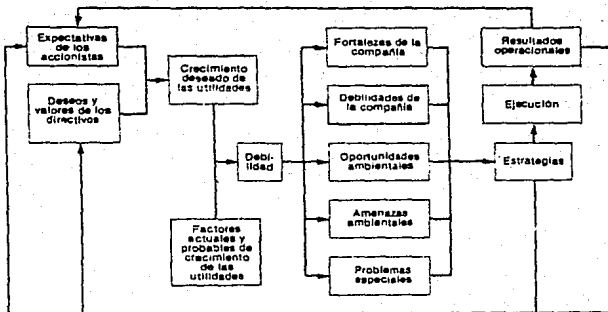 Expectativas
de los
accionistas
Deseos y
valores de los
directivos
Crecimiento
deseado de
las utilidades
Factores
actuales y
probables de
crecimiento
de las
utilidades
Debi-
lidad
Fortalezas de la
compañía
Debilidades de
la compañía
Oportunidades
ambientales
Amenazas
ambientales
Problemas
especiales
Resultados
operacionales
Ejecución
Estrategias